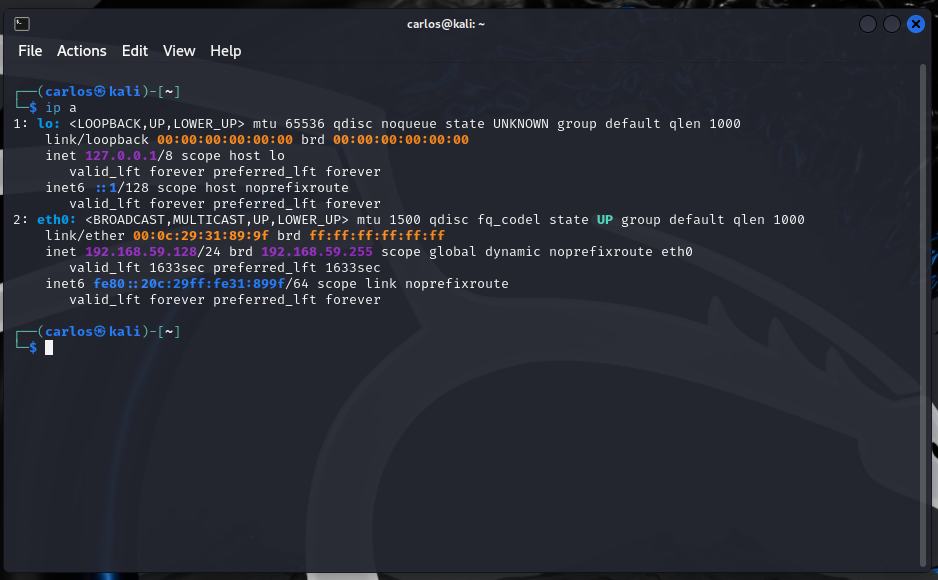 carlos@kali: ~
File Actions Edit View Help
┌──(carlos㉿kali)-[~]
└─$ ip a
1: lo: <LOOPBACK,UP,LOWER_UP> mtu 65536 qdisc noqueue state UNKNOWN group default qlen 1000
    link/loopback 00:00:00:00:00:00 brd 00:00:00:00:00:00
    inet 127.0.0.1/8 scope host lo
       valid_lft forever preferred_lft forever
    inet6 ::1/128 scope host noprefixroute
       valid_lft forever preferred_lft forever
2: eth0: <BROADCAST,MULTICAST,UP,LOWER_UP> mtu 1500 qdisc fq_codel state UP group default qlen 1000
    link/ether 00:0c:29:31:89:9f brd ff:ff:ff:ff:ff:ff
    inet 192.168.59.128/24 brd 192.168.59.255 scope global dynamic noprefixroute eth0
       valid_lft 1633sec preferred_lft 1633sec
    inet6 fe80::20c:29ff:fe31:899f/64 scope link noprefixroute
       valid_lft forever preferred_lft forever
┌──(carlos㉿kali)-[~]
└─$